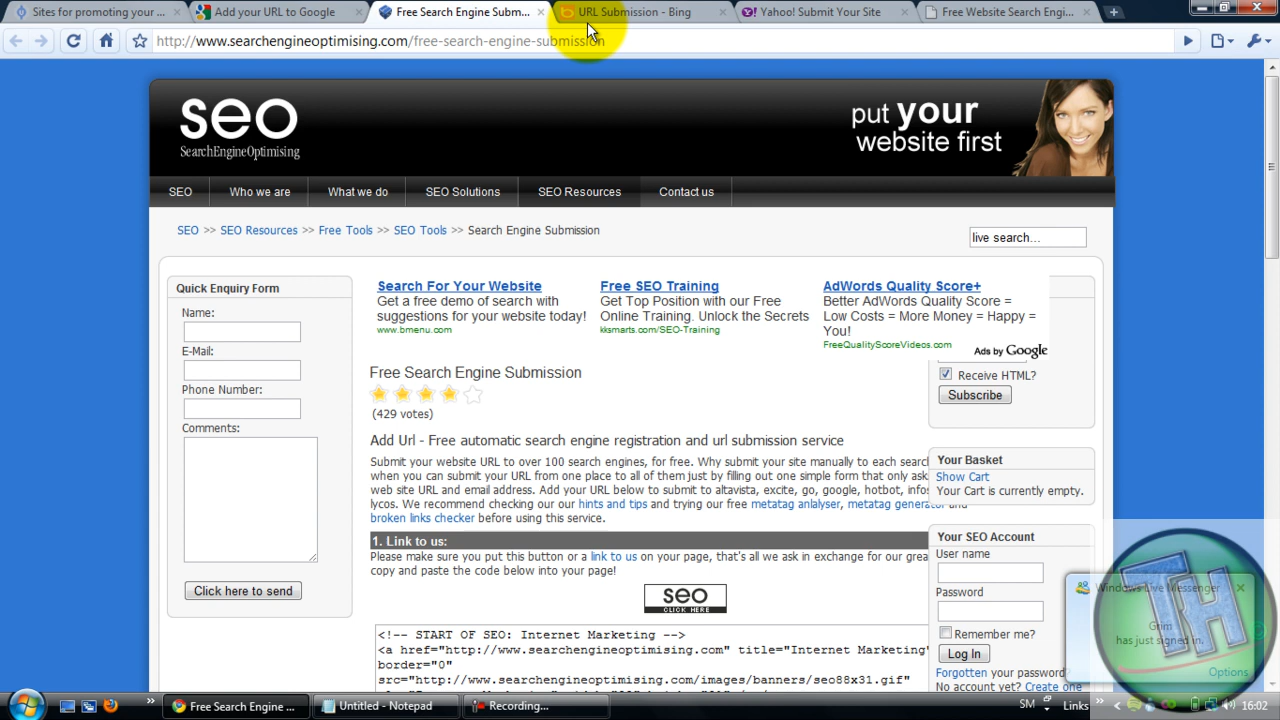 Sites for promoting your ...
Add your URL to Google
Free Search Engine Subm...
URL Submission - Bing
Yahoo! Submit Your Site
Free Website Search Engi...
http://www.searchengineoptimising.com/free-search-engine-submission
seo
SearchEngineOptimising
put your
website first
SEO
Who we are
What we do
SEO Solutions
SEO Resources
Contact us
SEO >> SEO Resources >> Free Tools >> SEO Tools >> Search Engine Submission
live search...
Quick Enquiry Form
Name:
E-Mail:
Phone Number:
Comments:
Click here to send
Search For Your Website
Get a free demo of search with
suggestions for your website today!
www.bmenu.com
Free SEO Training
Get Top Position with our Free
Online Training. Unlock the Secrets
kksmarts.com/SEO-Training
AdWords Quality Score+
Better AdWords Quality Score =
Low Costs = More Money = Happy =
You!
FreeQualityScoreVideos.com
Ads by Google
Free Search Engine Submission
(429 votes)
Add Url - Free automatic search engine registration and url submission service
Submit your website URL to over 100 search engines, for free. Why submit your site manually to each search
when you can submit your URL from one place to all of them just by filling out one simple form that only ask
web site URL and email address. Add your URL below to submit to altavista, excite, go, google, hotbot, infos
lycos. We recommend checking our our hints and tips and trying our free metatag anlalyser, metatag generator and
broken links checker before using this service.
1. Link to us:
Please make sure you put this button or a link to us on your page, that's all we ask in exchange for our grea
copy and paste the code below into your page!
seo
CLICK HERE
<!-- START OF SEO: Internet Marketing -->
<a href="http://www.searchengineoptimising.com" title="Internet Marketing"
border="0"
src="http://www.searchengineoptimising.com/images/banners/seo88x31.gif"
Receive HTML?
Subscribe
Your Basket
Show Cart
Your Cart is currently empty.
Your SEO Account
User name
Password
Remember me?
Log In
Forgotten your password?
No account yet? Create one
Windows Live Messenger
Grim
has just signed in.
Options
TRH
Free Search Engine ...
Untitled - Notepad
Recording...
SM
Links
16:02